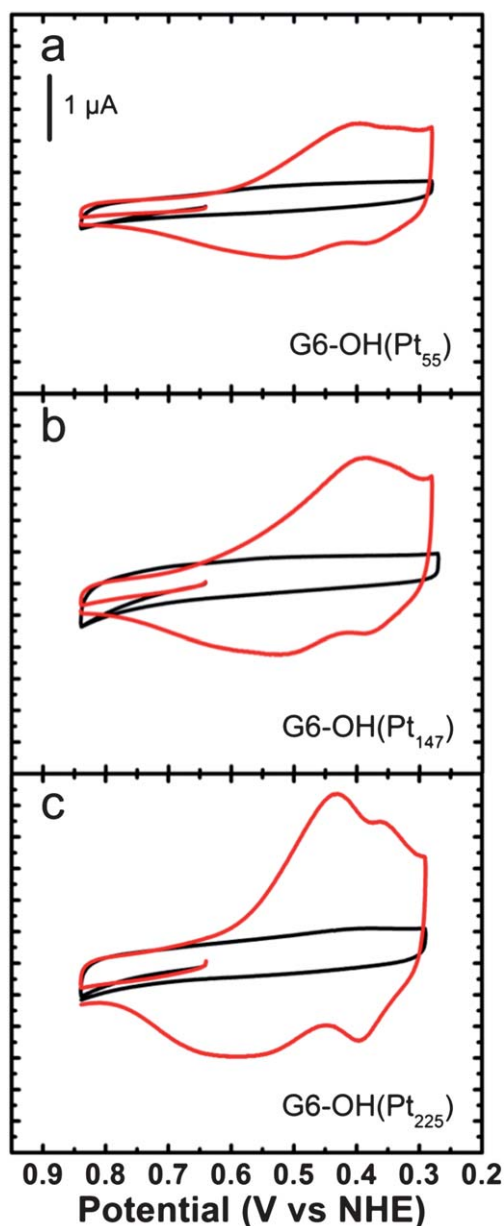 a
1 µA
G6-OH(Pt₅₅)
b
G6-OH(Pt₁₄₇)
c
G6-OH(Pt₂₂₅)
0.9 0.8 0.7 0.6 0.5 0.4 0.3 0.2
Potential (V vs NHE)